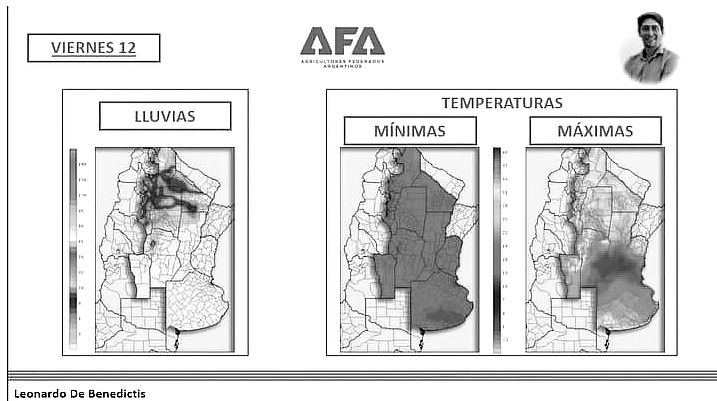 VIERNES 12
AFA
AGRICULTORES FEDERADOS
ARGENTINOS
LLUVIAS
TEMPERATURAS
MÍNIMAS
MÁXIMAS
Leonardo De Benedictis